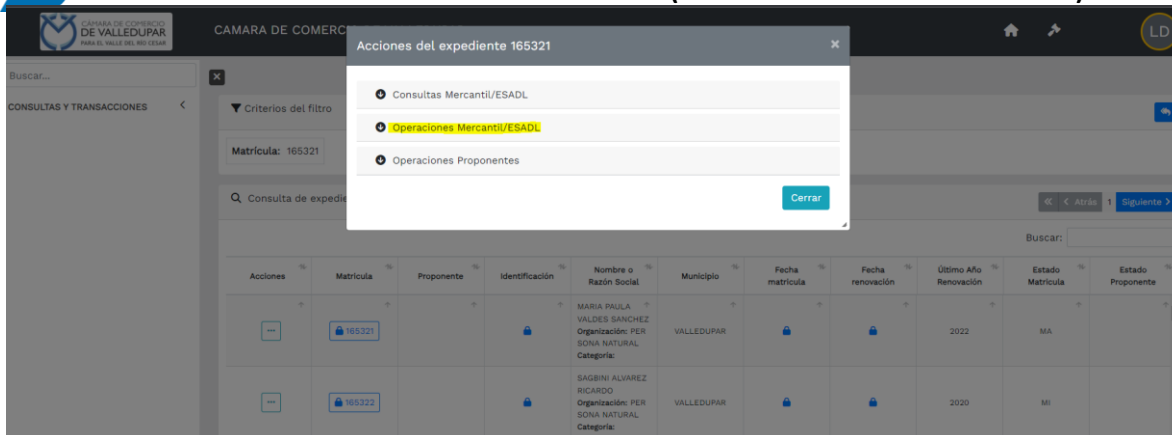 CAMARA DE COMERCIO
DE VALLEDUPAR
PARA EL VALLE DEL RÍO CESAR
CAMARA DE COMERC
LD
Acciones del expediente 165321
×
Buscar...
CONSULTAS Y TRANSACCIONES
Criterios del filtro
Matrícula: 165321
Consultas Mercantil/ESADL
Operaciones Mercantil/ESADL
Operaciones Proponentes
Cerrar
Consulta de expedie
« < Atrás 1 Siguiente >
Buscar:
Acciones Matrícula Proponente Identificación Nombre o Razón Social Municipio Fecha matricula Fecha renovación Último Año Renovación Estado Matricula Estado Proponente
165321 MARIA PAULA VALDES SANCHEZ Organización: PERSONA NATURAL Categoría: VALLEDUPAR 2022 MA
165322 SAGBINI ALVAREZ RICARDO Organización: PERSONA NATURAL Categoría: VALLEDUPAR 2020 MI